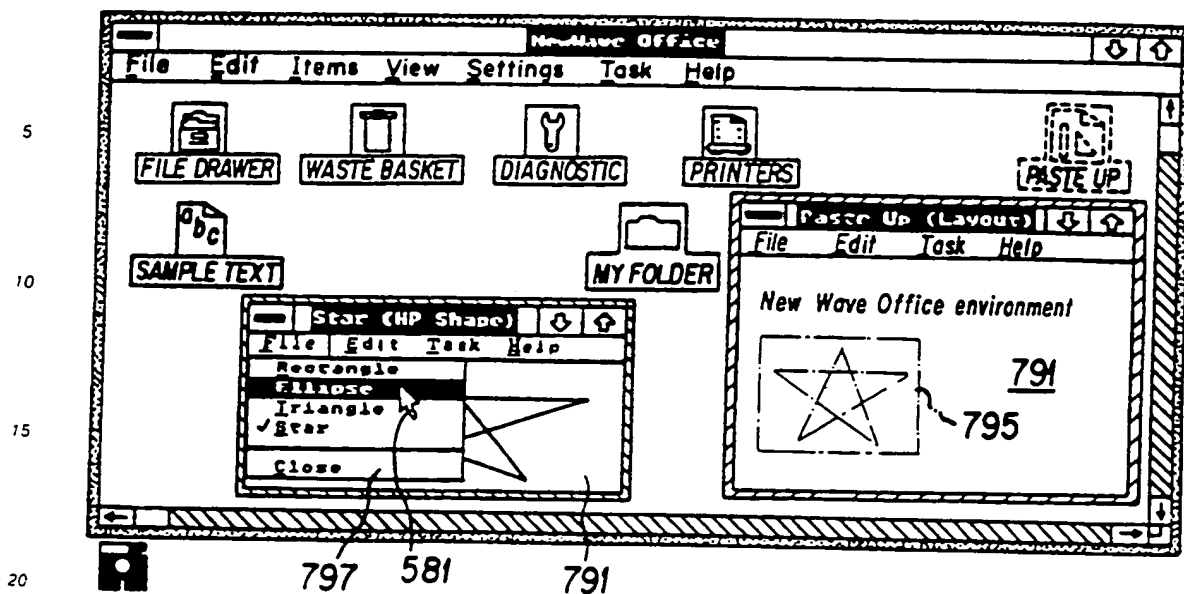 NewWave Office
File Edit Items View Settings Task Help
5
FILE DRAWER WASTE BASKET DIAGNOSTIC PRINTERS PASTE UP
abc
Paste Up (Layout)
File Edit Task Help
10
SAMPLE TEXT MY FOLDER
New Wave Office environment
Star (HP Shape)
File Edit Task Help
Rectangle
Ellipse
791
Triangle
15
✓Star
795
Close
797 581 791
20